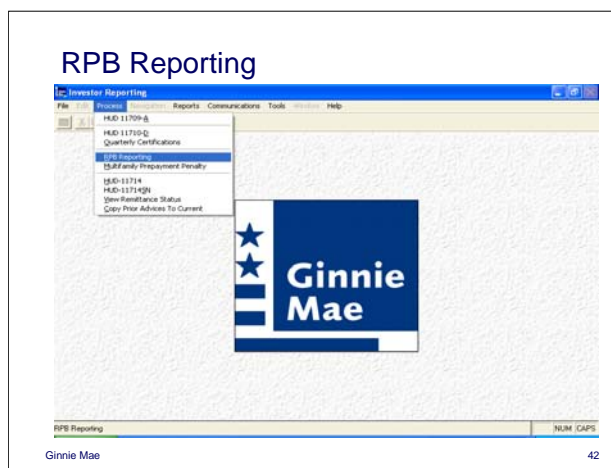 RPB Reporting
Investor Reporting
File Edit Process Navigation Reports Communications Tools Window Help
HUD 11709-A
HUD 11710-D
Quarterly Certifications
RPB Reporting
Multifamily Prepayment Penalty
HUD-11714
HUD-11714SN
View Remittance Status
Copy Prior Advices To Current
Ginnie
Mae
RPB Reporting NUM CAPS
Ginnie Mae 42